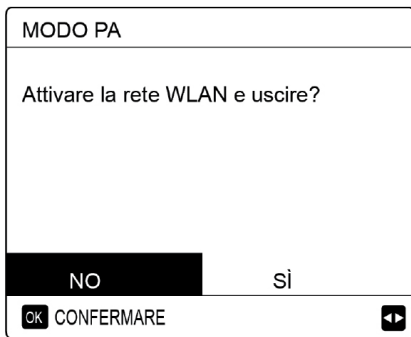 MODO PA
Attivare la rete WLAN e uscire?
NO SÌ
OK CONFERMARE